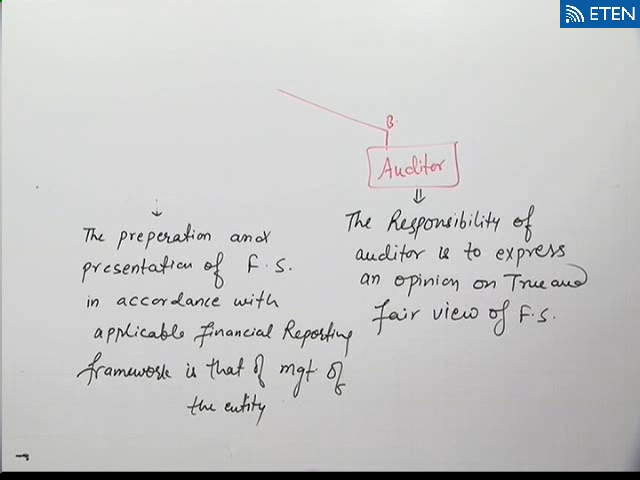 ETEN
B.
Auditor
The preperation and
presentation of F.S.
in accordance with
applicable financial Reporting
framework is that of mgt. of
the entity
The Responsibility of
auditor is to express
an opinion on True and
fair view of F.S.